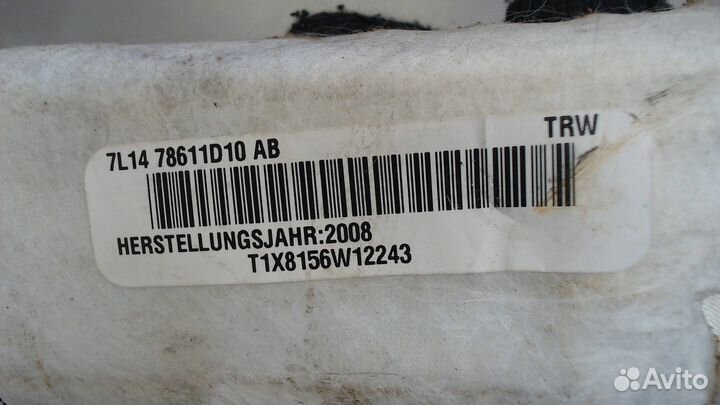 TRW
7L14 78611D10 AB
HERSTELLUNGSJAHR:2008
T1X8156W12243
Avito